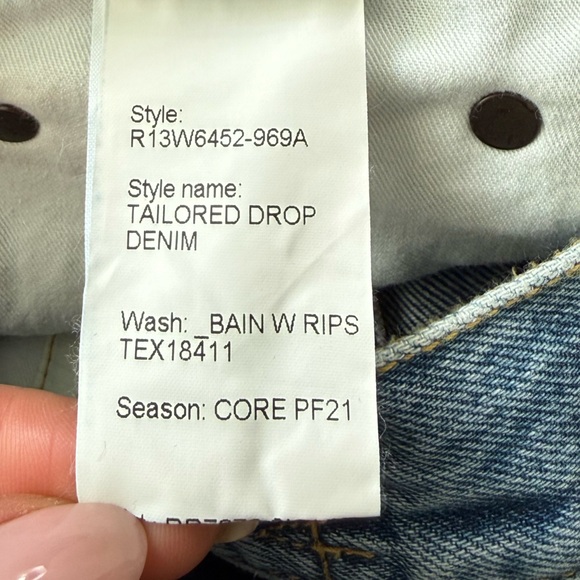 Style:
R13W6452-969A
Style name:
TAILORED DROP
DENIM
Wash: _BAIN W RIPS
TEX18411
Season: CORE PF21